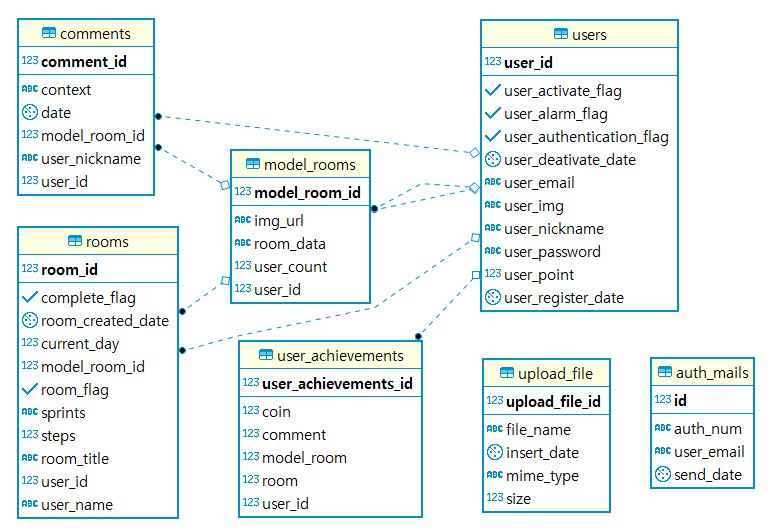 comments
123 comment_id
ABC context
date
123 model_room_id
ABC user_nickname
123 user_id
users
123 user_id
user_activate_flag
user_alarm_flag
user_authentication_flag
user_deativate_date
ABC user_email
ABC user_img
ABC user_nickname
ABC user_password
123 user_point
user_register_date
model_rooms
123 model_room_id
ABC img_url
ABC room_data
123 user_count
123 user_id
rooms
123 room_id
complete_flag
room_created_date
123 current_day
123 model_room_id
room_flag
ABC sprints
123 steps
ABC room_title
123 user_id
ABC user_name
user_achievements
123 user_achievements_id
123 coin
123 comment
123 model_room
123 room
123 user_id
upload_file
123 upload_file_id
ABC file_name
insert_date
ABC mime_type
123 size
auth_mails
123 id
ABC auth_num
ABC user_email
send_date